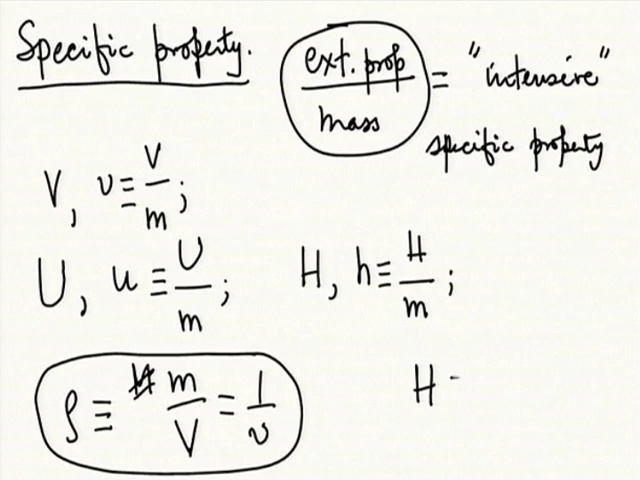 Specific property.
ext. prop / mass = "intensive" specific property
V, v ≡ V/m ;
U, u ≡ U/m ;
H, h ≡ H/m ;
ρ ≡ m/V = 1/v
H -